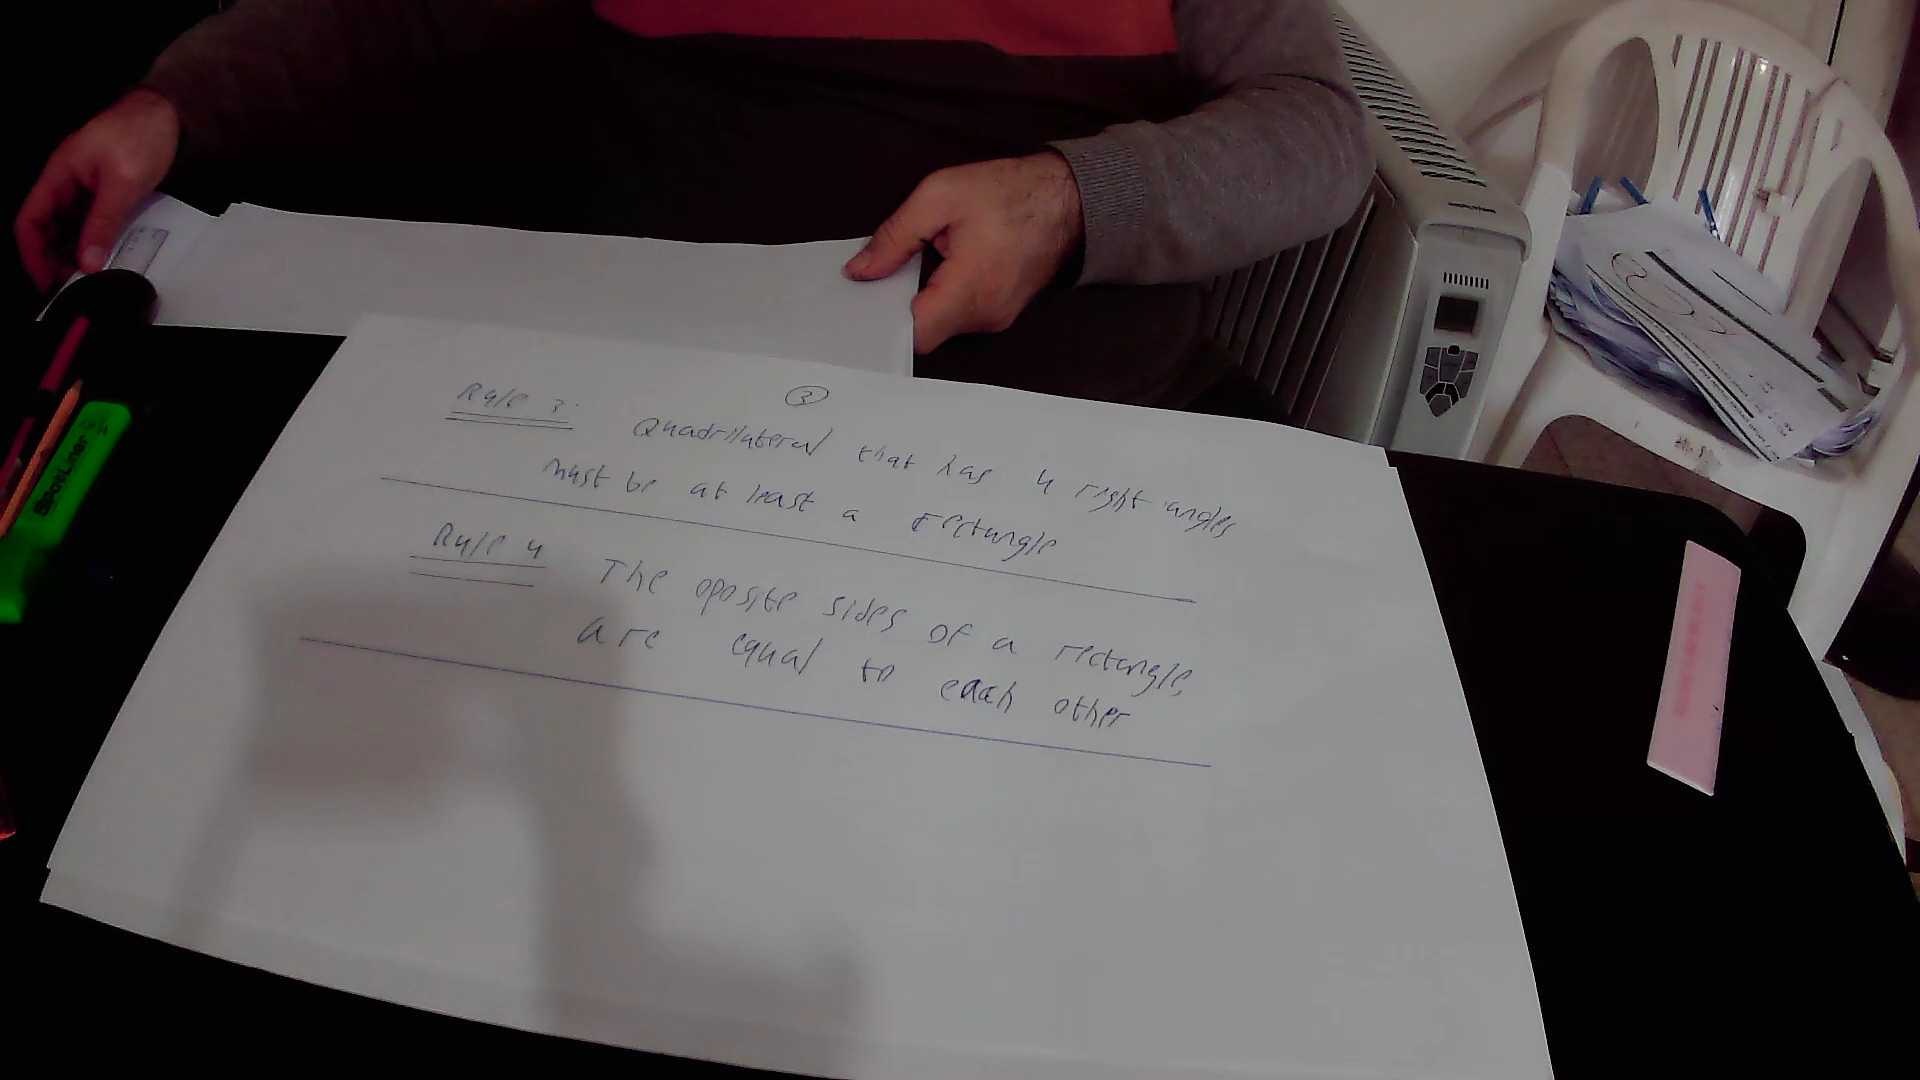 3
Rule 3:
Quadrilateral that has 4 right angles
must be at least a rectangle
Rule 4
The oposite sides of a rectangle,
are equal to each other